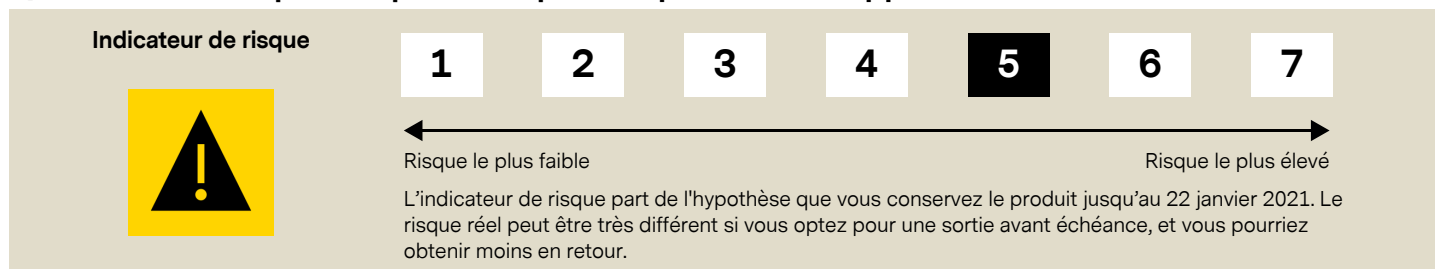 Indicateur de risque
1 2 3 4 5 6 7
Risque le plus faible Risque le plus élevé
L’indicateur de risque part de l'hypothèse que vous conservez le produit jusqu’au 22 janvier 2021. Le
risque réel peut être très différent si vous optez pour une sortie avant échéance, et vous pourriez
obtenir moins en retour.